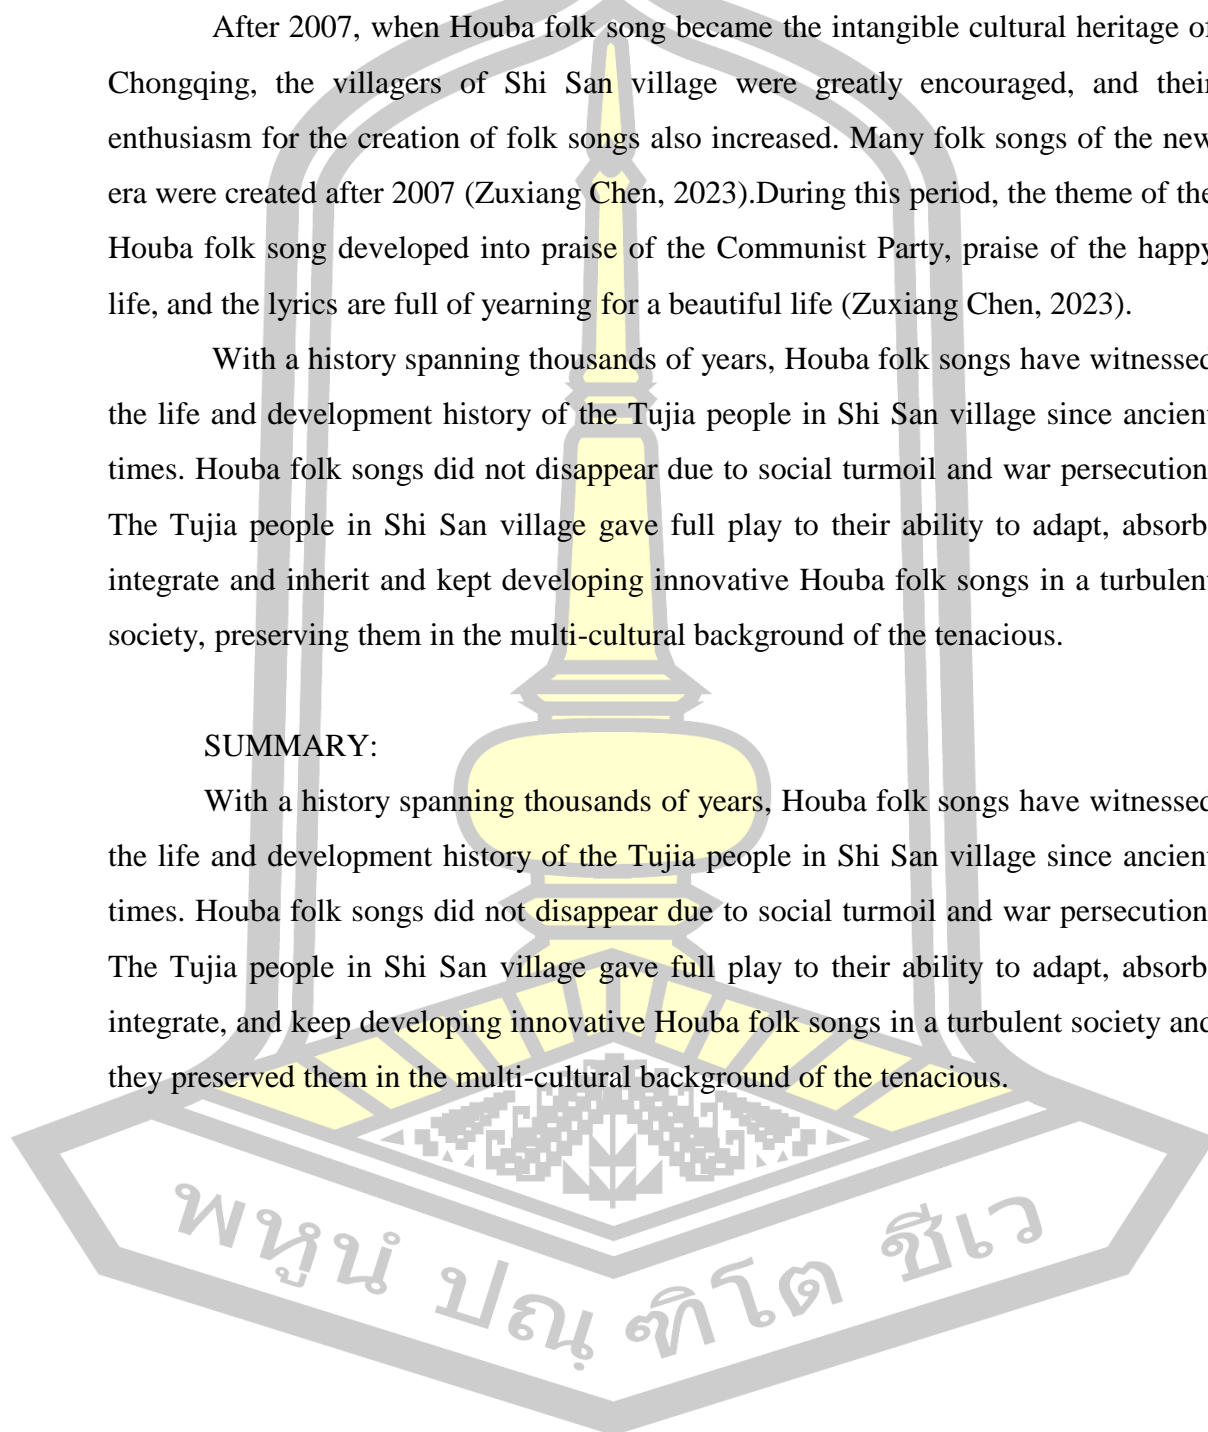 After 2007, when Houba folk song became the intangible cultural heritage of
Chongqing, the villagers of Shi San village were greatly encouraged, and their
enthusiasm for the creation of folk songs also increased. Many folk songs of the new
era were created after 2007 (Zuxiang Chen, 2023).During this period, the theme of the
Houba folk song developed into praise of the Communist Party, praise of the happy
life, and the lyrics are full of yearning for a beautiful life (Zuxiang Chen, 2023).
With a history spanning thousands of years, Houba folk songs have witnessed
the life and development history of the Tujia people in Shi San village since ancient
times. Houba folk songs did not disappear due to social turmoil and war persecution.
The Tujia people in Shi San village gave full play to their ability to adapt, absorb,
integrate and inherit and kept developing innovative Houba folk songs in a turbulent
society, preserving them in the multi-cultural background of the tenacious.
SUMMARY:
With a history spanning thousands of years, Houba folk songs have witnessed
the life and development history of the Tujia people in Shi San village since ancient
times. Houba folk songs did not disappear due to social turmoil and war persecution.
The Tujia people in Shi San village gave full play to their ability to adapt, absorb,
integrate, and keep developing innovative Houba folk songs in a turbulent society and
they preserved them in the multi-cultural background of the tenacious.
พหูนํ ปณฺ ฑิโต ชีเว